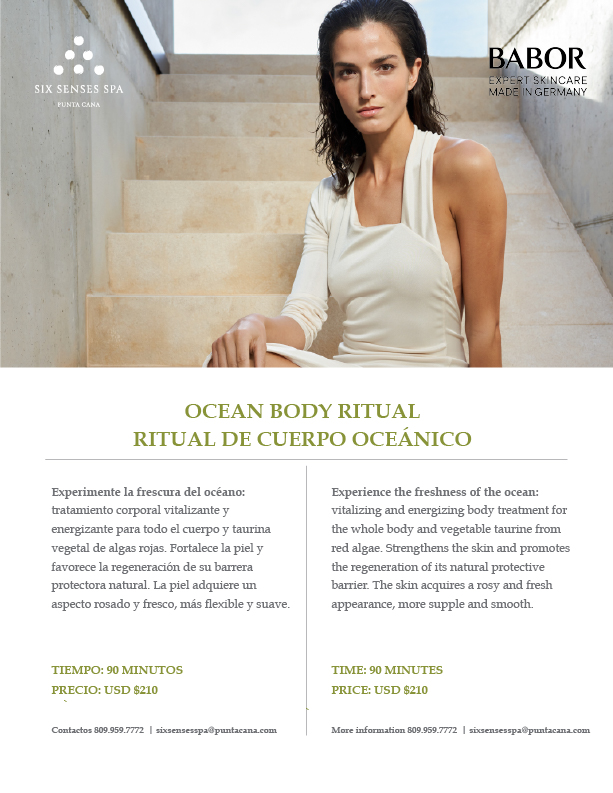 SIX SENSES SPA
PUNTA CANA
BABOR
EXPERT SKINCARE
MADE IN GERMANY
OCEAN BODY RITUAL
RITUAL DE CUERPO OCEÁNICO
Experimente la frescura del océano:
tratamiento corporal vitalizante y
energizante para todo el cuerpo y taurina
vegetal de algas rojas. Fortalece la piel y
favorece la regeneración de su barrera
protectora natural. La piel adquiere un
aspecto rosado y fresco, más flexible y suave.
TIEMPO: 90 MINUTOS
PRECIO: USD $210
Contactos 809.959.7772 | sixsensesspa@puntacana.com
Experience the freshness of the ocean:
vitalizing and energizing body treatment for
the whole body and vegetable taurine from
red algae. Strengthens the skin and promotes
the regeneration of its natural protective
barrier. The skin acquires a rosy and fresh
appearance, more supple and smooth.
TIME: 90 MINUTES
PRICE: USD $210
More information 809.959.7772 | sixsensesspa@puntacana.com